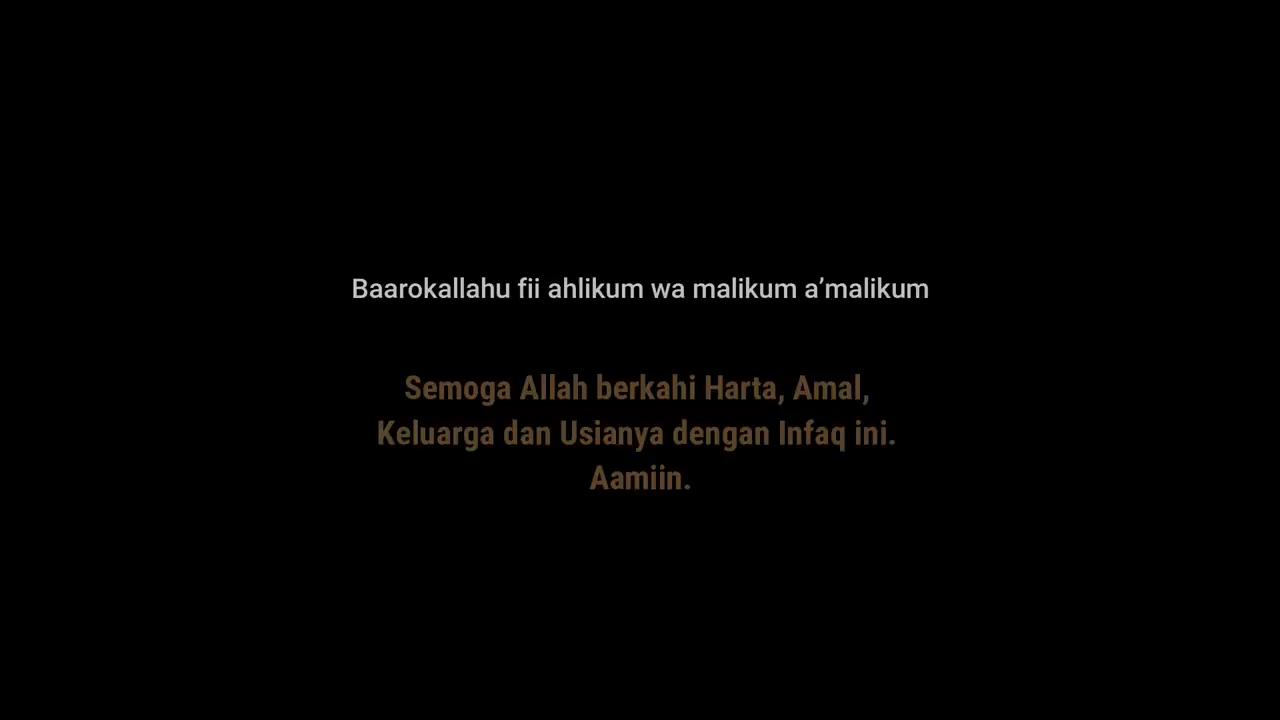 Baarokallahu fii ahlikum wa malikum a’malikum
Semoga Allah berkahi Harta, Amal,
Keluarga dan Usianya dengan Infaq ini.
Aamiin.